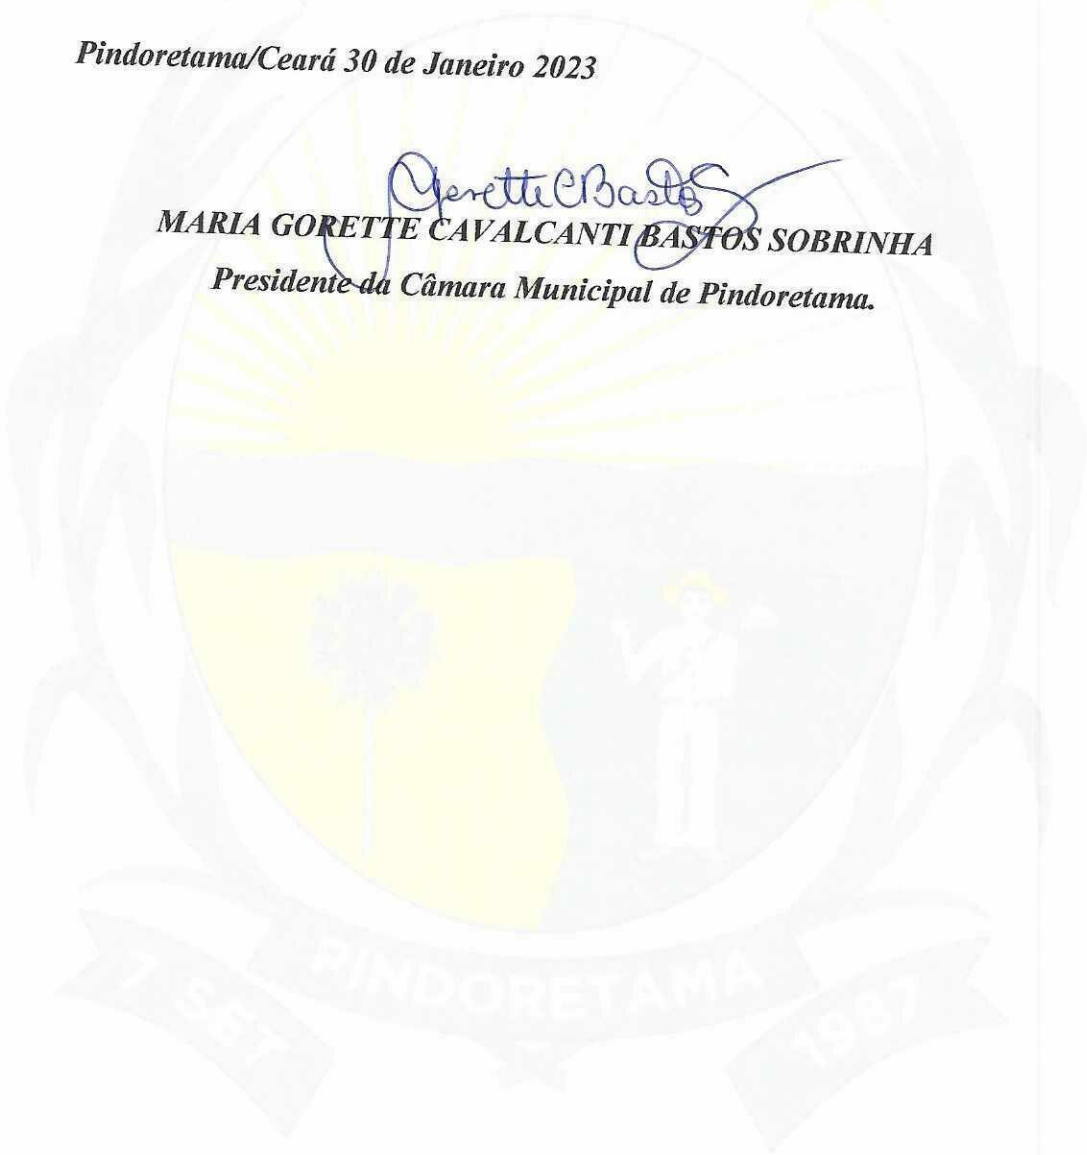 Pindoretama/Ceará 30 de Janeiro 2023
Gorette C Bastos
MARIA GORETTE CAVALCANTI BASTOS SOBRINHA
Presidente da Câmara Municipal de Pindoretama.
7 SET
PINDORETAMA
1987